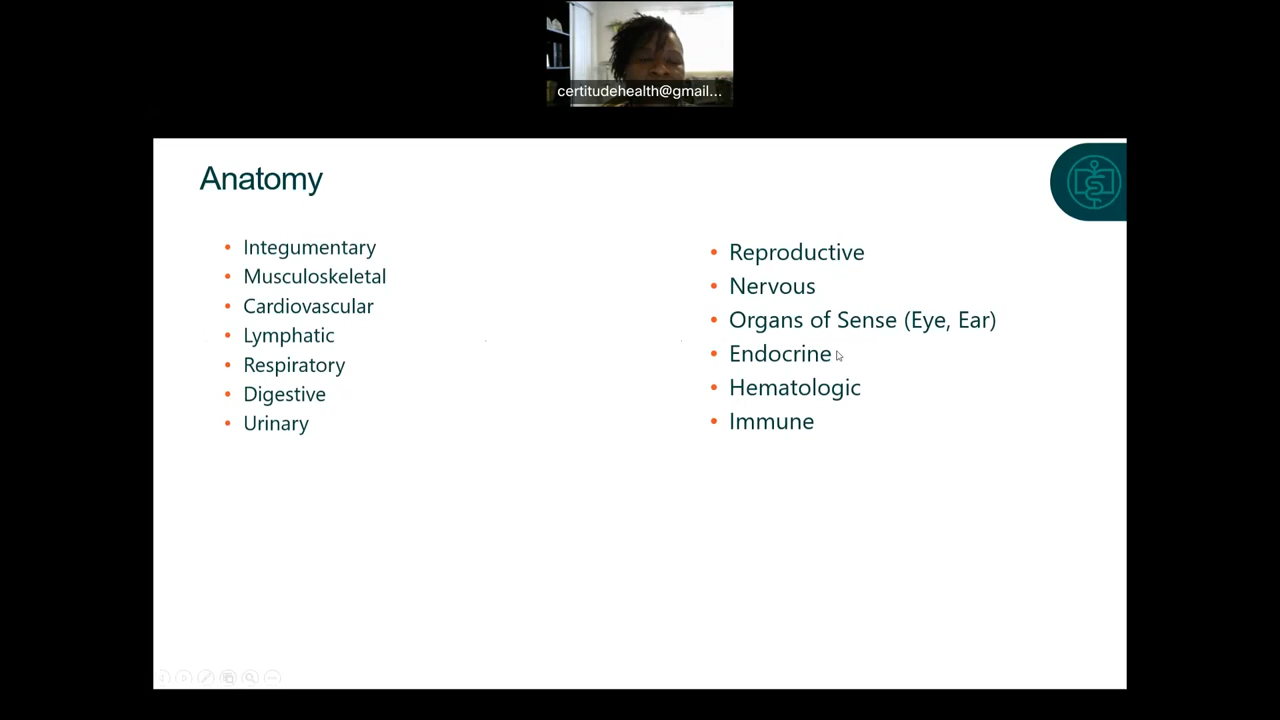 certitudehealth@gmail...
Anatomy
• Integumentary
• Musculoskeletal
• Cardiovascular
• Lymphatic
• Respiratory
• Digestive
• Urinary
• Reproductive
• Nervous
• Organs of Sense (Eye, Ear)
• Endocrine
• Hematologic
• Immune